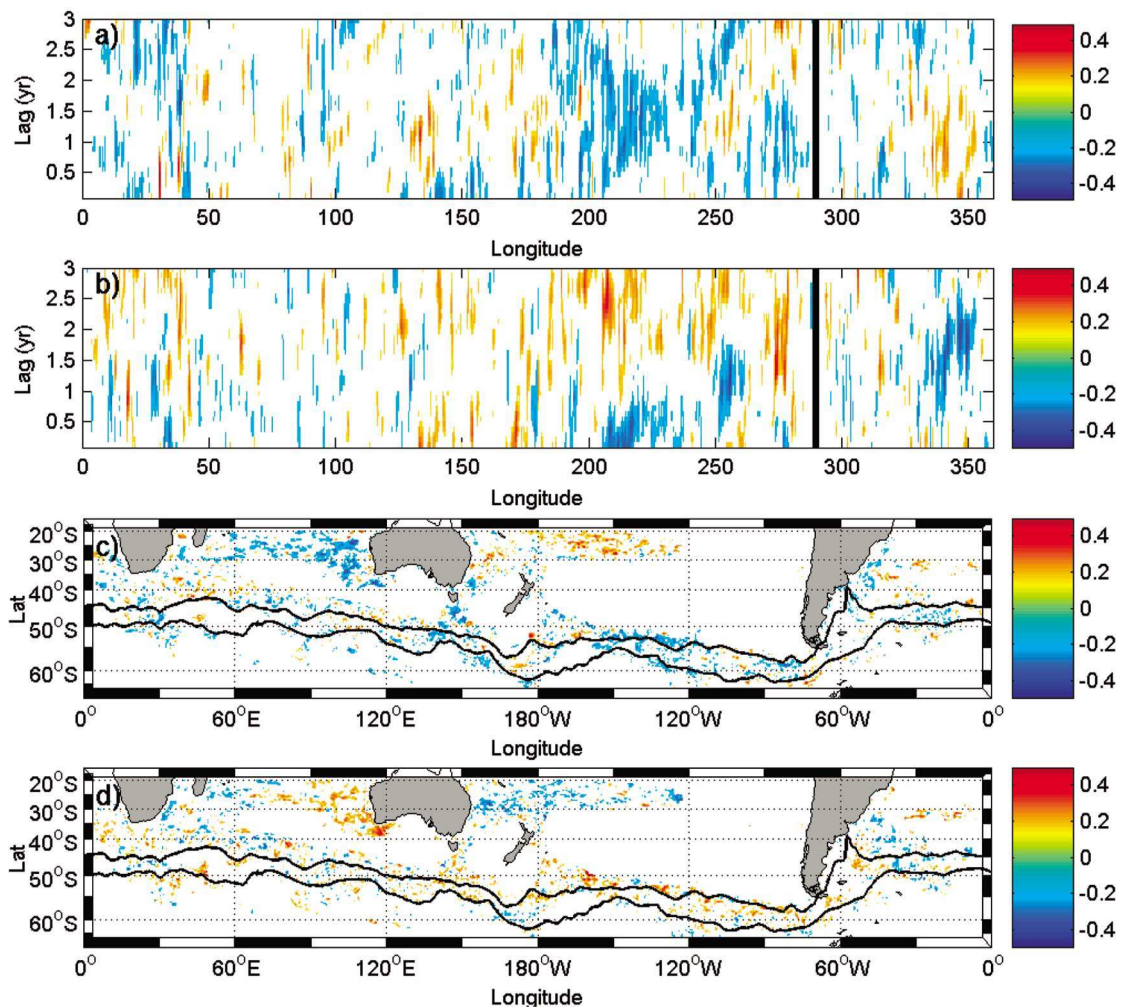 a)
Lag (yr)
3
2.5
2
1.5
1
0.5
0 50 100 150 200 250 300 350
Longitude
0.4
0.2
0
-0.2
-0.4
b)
Lag (yr)
3
2.5
2
1.5
1
0.5
0 50 100 150 200 250 300 350
Longitude
0.4
0.2
0
-0.2
-0.4
c)
Lat
20°S
30°S
40°S
50°S
60°S
0° 60°E 120°E 180°W 120°W 60°W 0°
Longitude
0.4
0.2
0
-0.2
-0.4
d)
Lat
20°S
30°S
40°S
50°S
60°S
0° 60°E 120°E 180°W 120°W 60°W 0°
Longitude
0.4
0.2
0
-0.2
-0.4